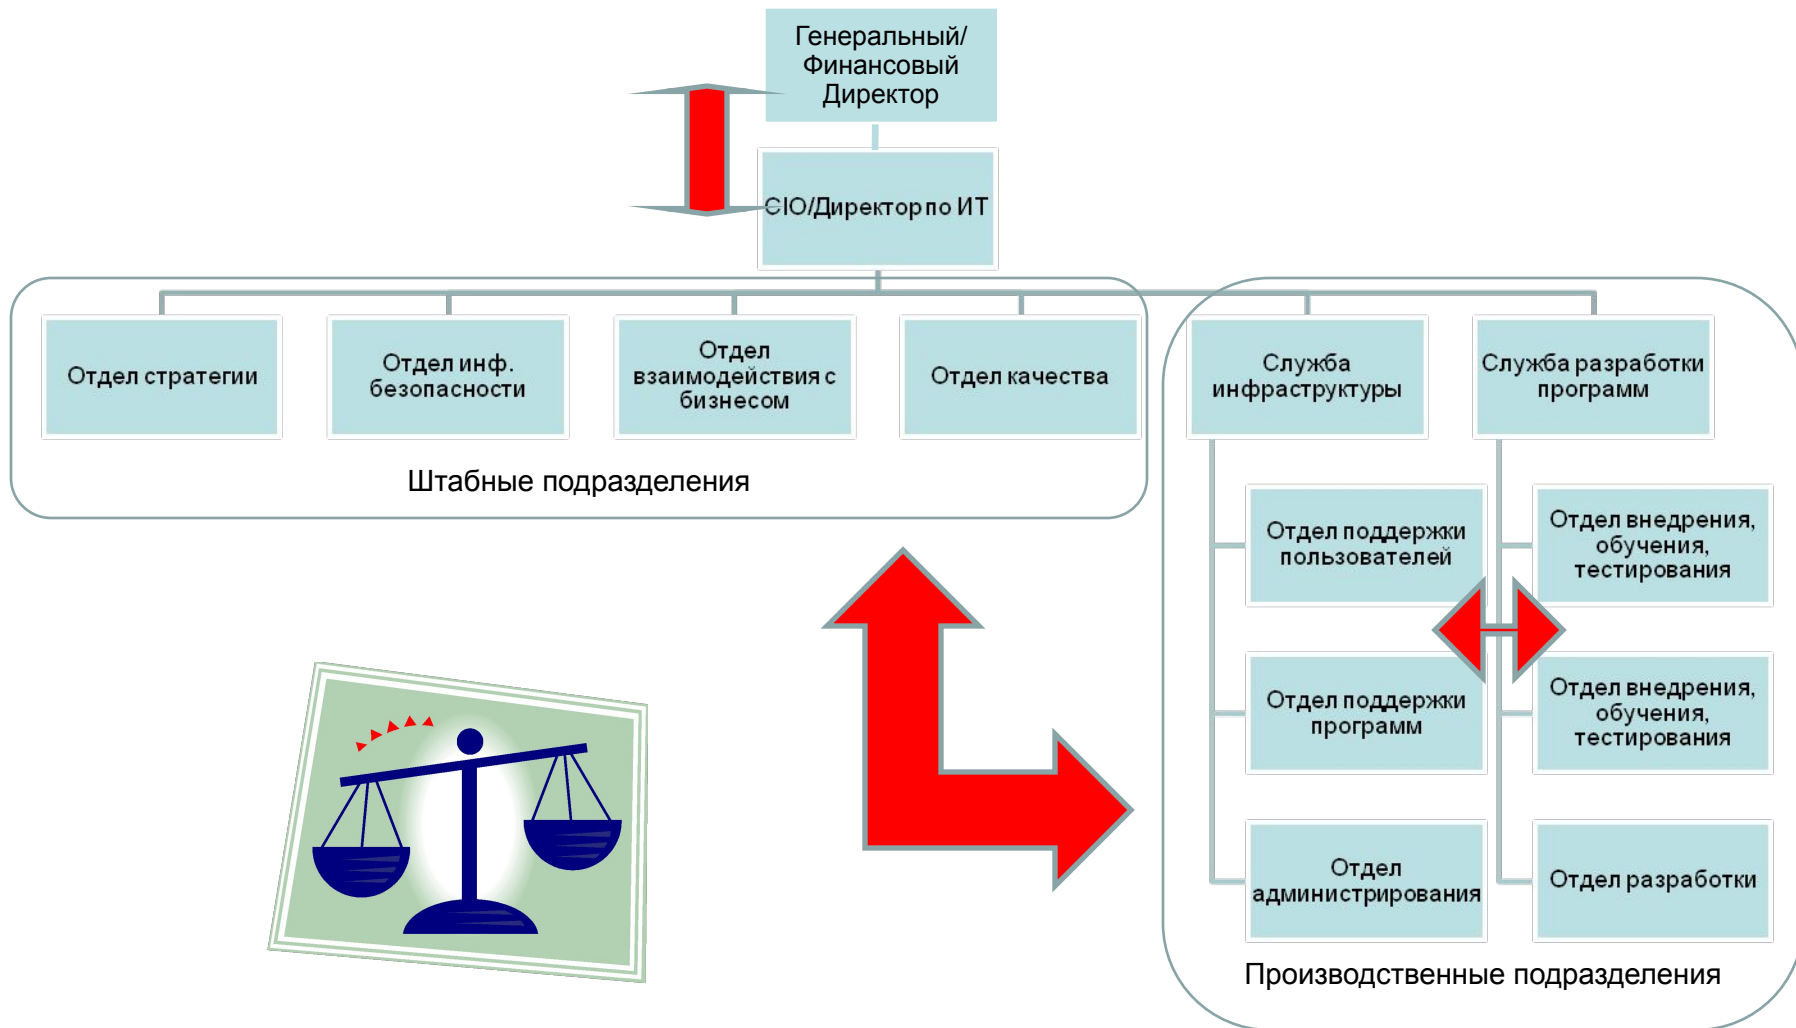 Генеральный/
Финансовый
Директор
CIO/Директор по ИТ
Отдел стратегии
Отдел инф.
безопасности
Отдел
взаимодействия с
бизнесом
Отдел качества
Служба
инфраструктуры
Служба разработки
программ
Штабные подразделения
Отдел поддержки
пользователей
Отдел внедрения,
обучения,
тестирования
Отдел поддержки
программ
Отдел внедрения,
обучения,
тестирования
Отдел
администрирования
Отдел разработки
Производственные подразделения